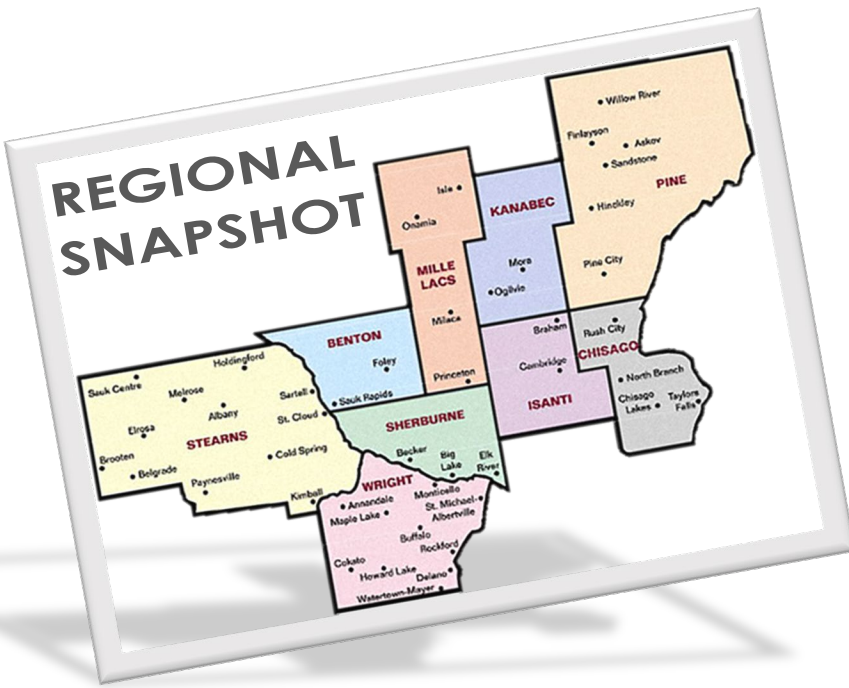 REGIONAL
SNAPSHOT
Willow River
Finlayson
Askov
Sandstone
PINE
Hinckley
Pine City
Isle
Onamia
MILLE
LACS
Milaca
Princeton
KANABEC
Mora
Ogilvie
BENTON
Foley
Sauk Rapids
Braham
Cambridge
ISANTI
Rush City
CHISAGO
North Branch
Chisago
Lakes
Taylors
Falls
Holdingford
Sauk Centre
Melrose
Sartell
Albany
St. Cloud
Elrosa
STEARNS
Brooten
Cold Spring
Belgrade
Paynesville
Kimball
SHERBURNE
Becker
Big
Lake
Elk
River
WRIGHT
Monticello
Annandale
St. Michael-
Albertville
Maple Lake
Buffalo
Rockford
Cokato
Howard Lake
Delano
Watertown-Mayer